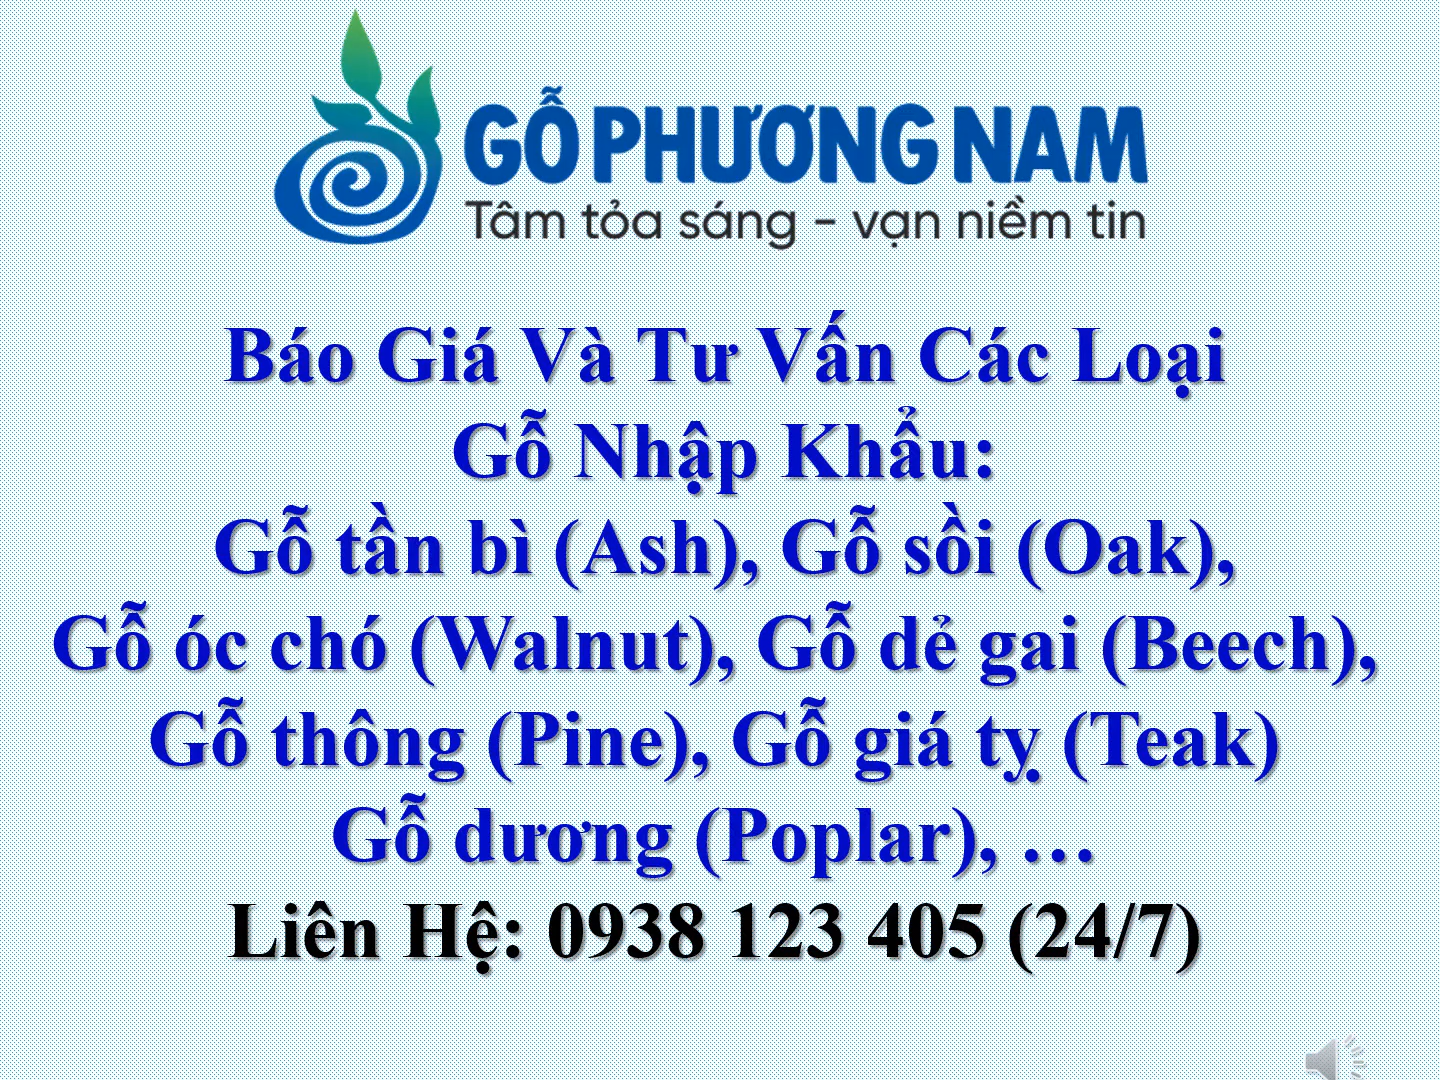 GỖ PHƯƠNG NAM
Tâm tỏa sáng - vạn niềm tin
Báo Giá Và Tư Vấn Các Loại
Gỗ Nhập Khẩu:
Gỗ tần bì (Ash), Gỗ sồi (Oak),
Gỗ óc chó (Walnut), Gỗ dẻ gai (Beech),
Gỗ thông (Pine), Gỗ giá tỵ (Teak)
Gỗ dương (Poplar), …
Liên Hệ: 0938 123 405 (24/7)